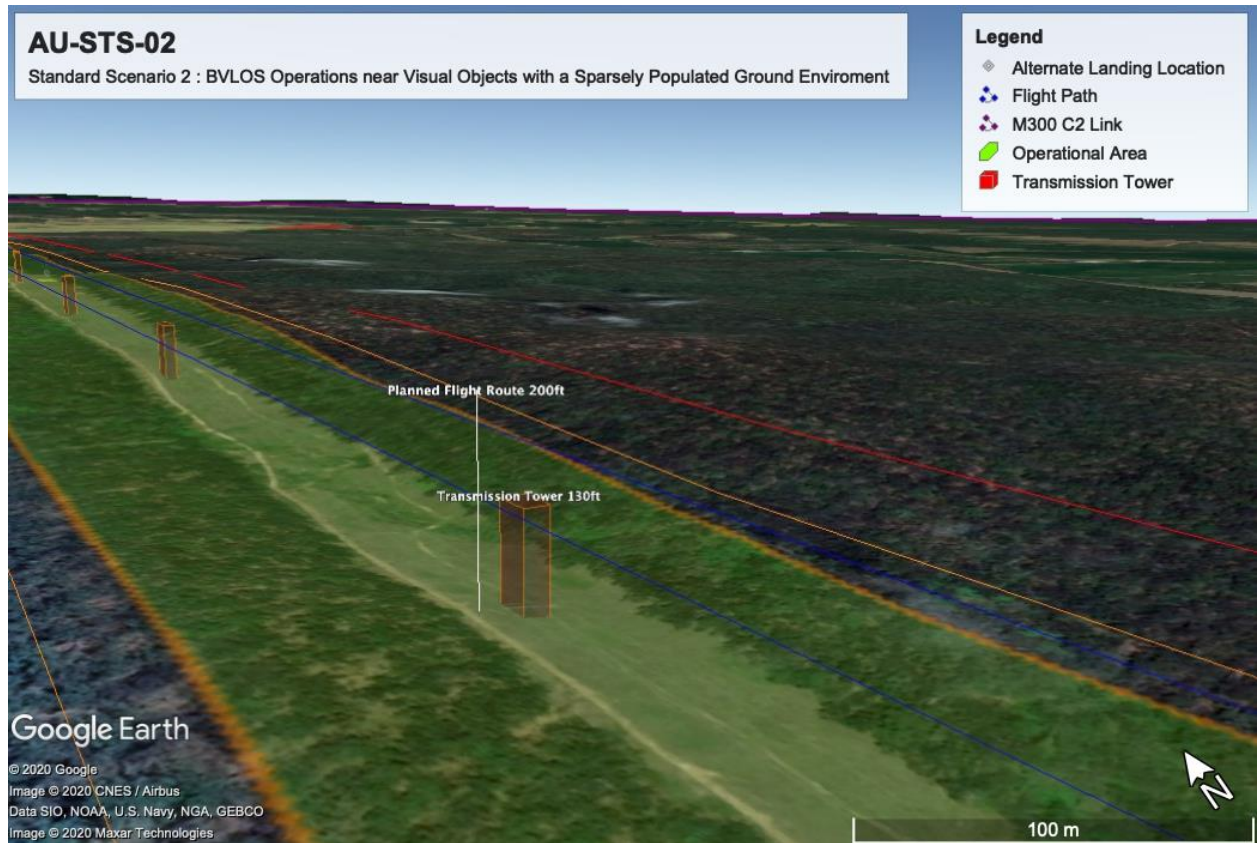 AU-STS-02
Standard Scenario 2 : BVLOS Operations near Visual Objects with a Sparsely Populated Ground Enviroment
Legend
Alternate Landing Location
Flight Path
M300 C2 Link
Operational Area
Transmission Tower
Planned Flight Route 200ft
Transmission Tower 130ft
Google Earth
© 2020 Google
Image © 2020 CNES / Airbus
Data SIO, NOAA, U.S. Navy, NGA, GEBCO
Image © 2020 Maxar Technologies
N
100 m